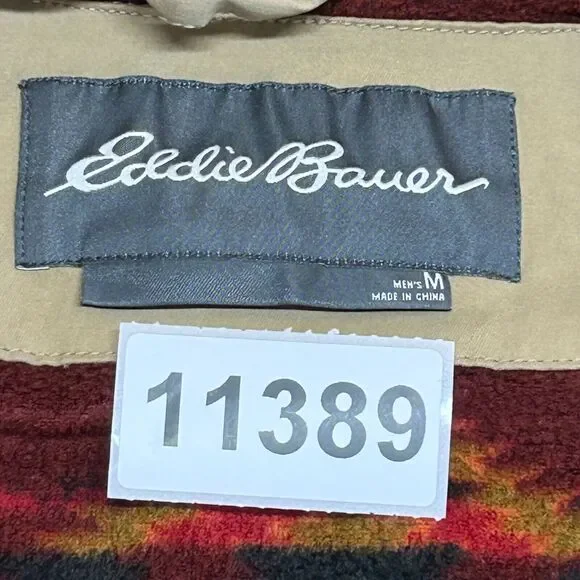 Eddie Bauer
MEN'S M
MADE IN CHINA
11389